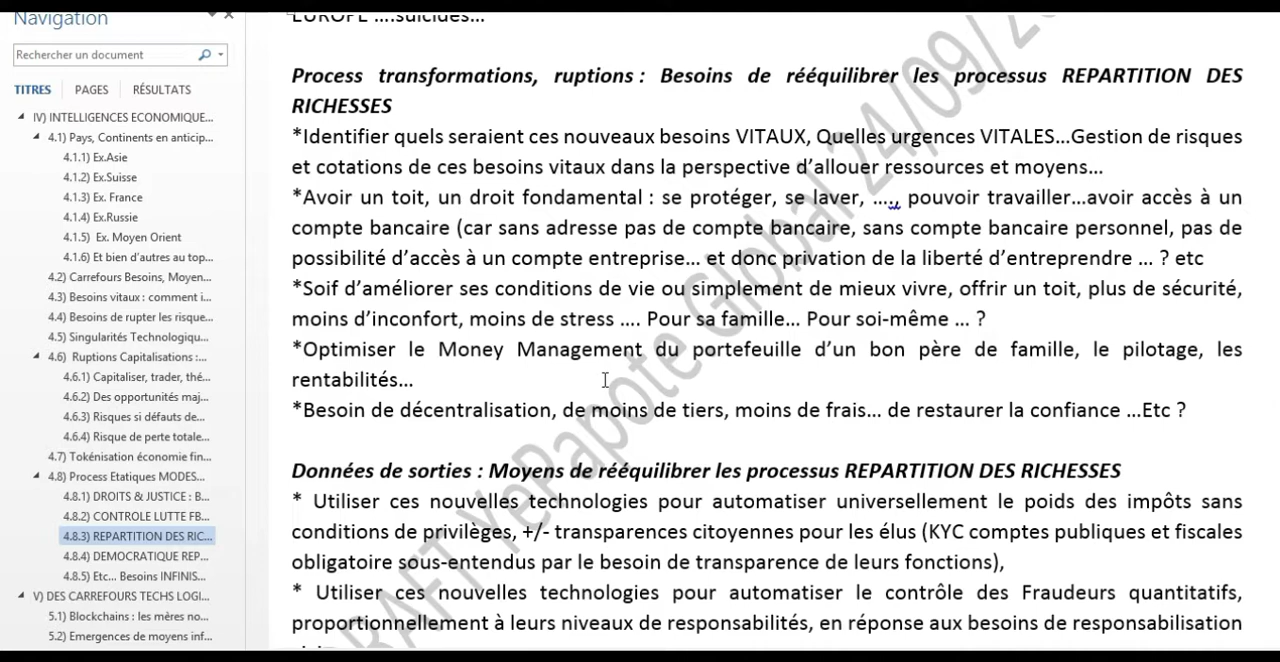 Navigation
Rechercher un document
TITRES PAGES RÉSULTATS
IV) INTELLIGENCES ECONOMIQUE...
4.1) Pays, Continents en anticip...
4.1.1) Ex.Asie
4.1.2) Ex.Suisse
4.1.3) Ex. France
4.1.4) Ex.Russie
4.1.5) Ex. Moyen Orient
4.1.6) Et bien d'autres au top...
4.2) Carrefours Besoins, Moyen...
4.3) Besoins vitaux : comment i...
4.4) Besoins de rupter les risque...
4.5) Singularités Technologiqu...
4.6) Ruptions Capitalisations :...
4.6.1) Capitaliser, trader, thé...
4.6.2) Des opportunités maj...
4.6.3) Risques si défauts de...
4.6.4) Risque de perte totale...
4.7) Tokénisation économie fin...
4.8) Process Etatiques MODES...
4.8.1) DROITS & JUSTICE : B...
4.8.2) CONTROLE LUTTE FB...
4.8.3) REPARTITION DES RIC...
4.8.4) DEMOCRATIQUE REP...
4.8.5) Etc... Besoins INFINIS...
V) DES CARREFOURS TECHS LOGI...
5.1) Blockchains : les mères no...
5.2) Emergences de moyens inf...
EUROPE ....suicides...
Process transformations, ruptions : Besoins de rééquilibrer les processus REPARTITION DES
RICHESSES
*Identifier quels seraient ces nouveaux besoins VITAUX, Quelles urgences VITALES...Gestion de risques
et cotations de ces besoins vitaux dans la perspective d'allouer ressources et moyens...
*Avoir un toit, un droit fondamental : se protéger, se laver, ...., pouvoir travailler...avoir accès à un
compte bancaire (car sans adresse pas de compte bancaire, sans compte bancaire personnel, pas de
possibilité d'accès à un compte entreprise... et donc privation de la liberté d'entreprendre ... ? etc
*Soif d'améliorer ses conditions de vie ou simplement de mieux vivre, offrir un toit, plus de sécurité,
moins d'inconfort, moins de stress .... Pour sa famille... Pour soi-même ... ?
*Optimiser le Money Management du portefeuille d'un bon père de famille, le pilotage, les
rentabilités...
*Besoin de décentralisation, de moins de tiers, moins de frais... de restaurer la confiance ...Etc ?
Données de sorties : Moyens de rééquilibrer les processus REPARTITION DES RICHESSES
* Utiliser ces nouvelles technologies pour automatiser universellement le poids des impôts sans
conditions de privilèges, +/- transparences citoyennes pour les élus (KYC comptes publiques et fiscales
obligatoire sous-entendus par le besoin de transparence de leurs fonctions),
* Utiliser ces nouvelles technologies pour automatiser le contrôle des Fraudeurs quantitatifs,
proportionnellement à leurs niveaux de responsabilités, en réponse aux besoins de responsabilisation
RAFT YePapote Global 24/09/20